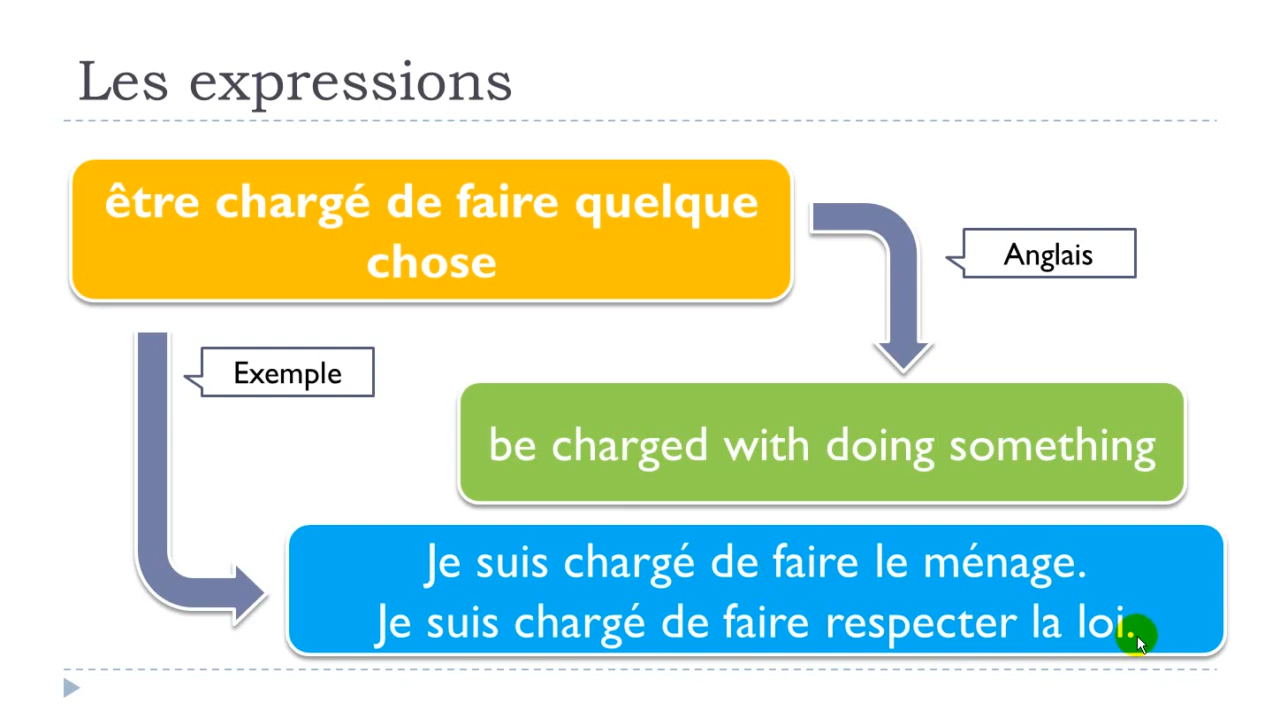 Les expressions
être chargé de faire quelque
chose
Anglais
Exemple
be charged with doing something
Je suis chargé de faire le ménage.
Je suis chargé de faire respecter la loi.